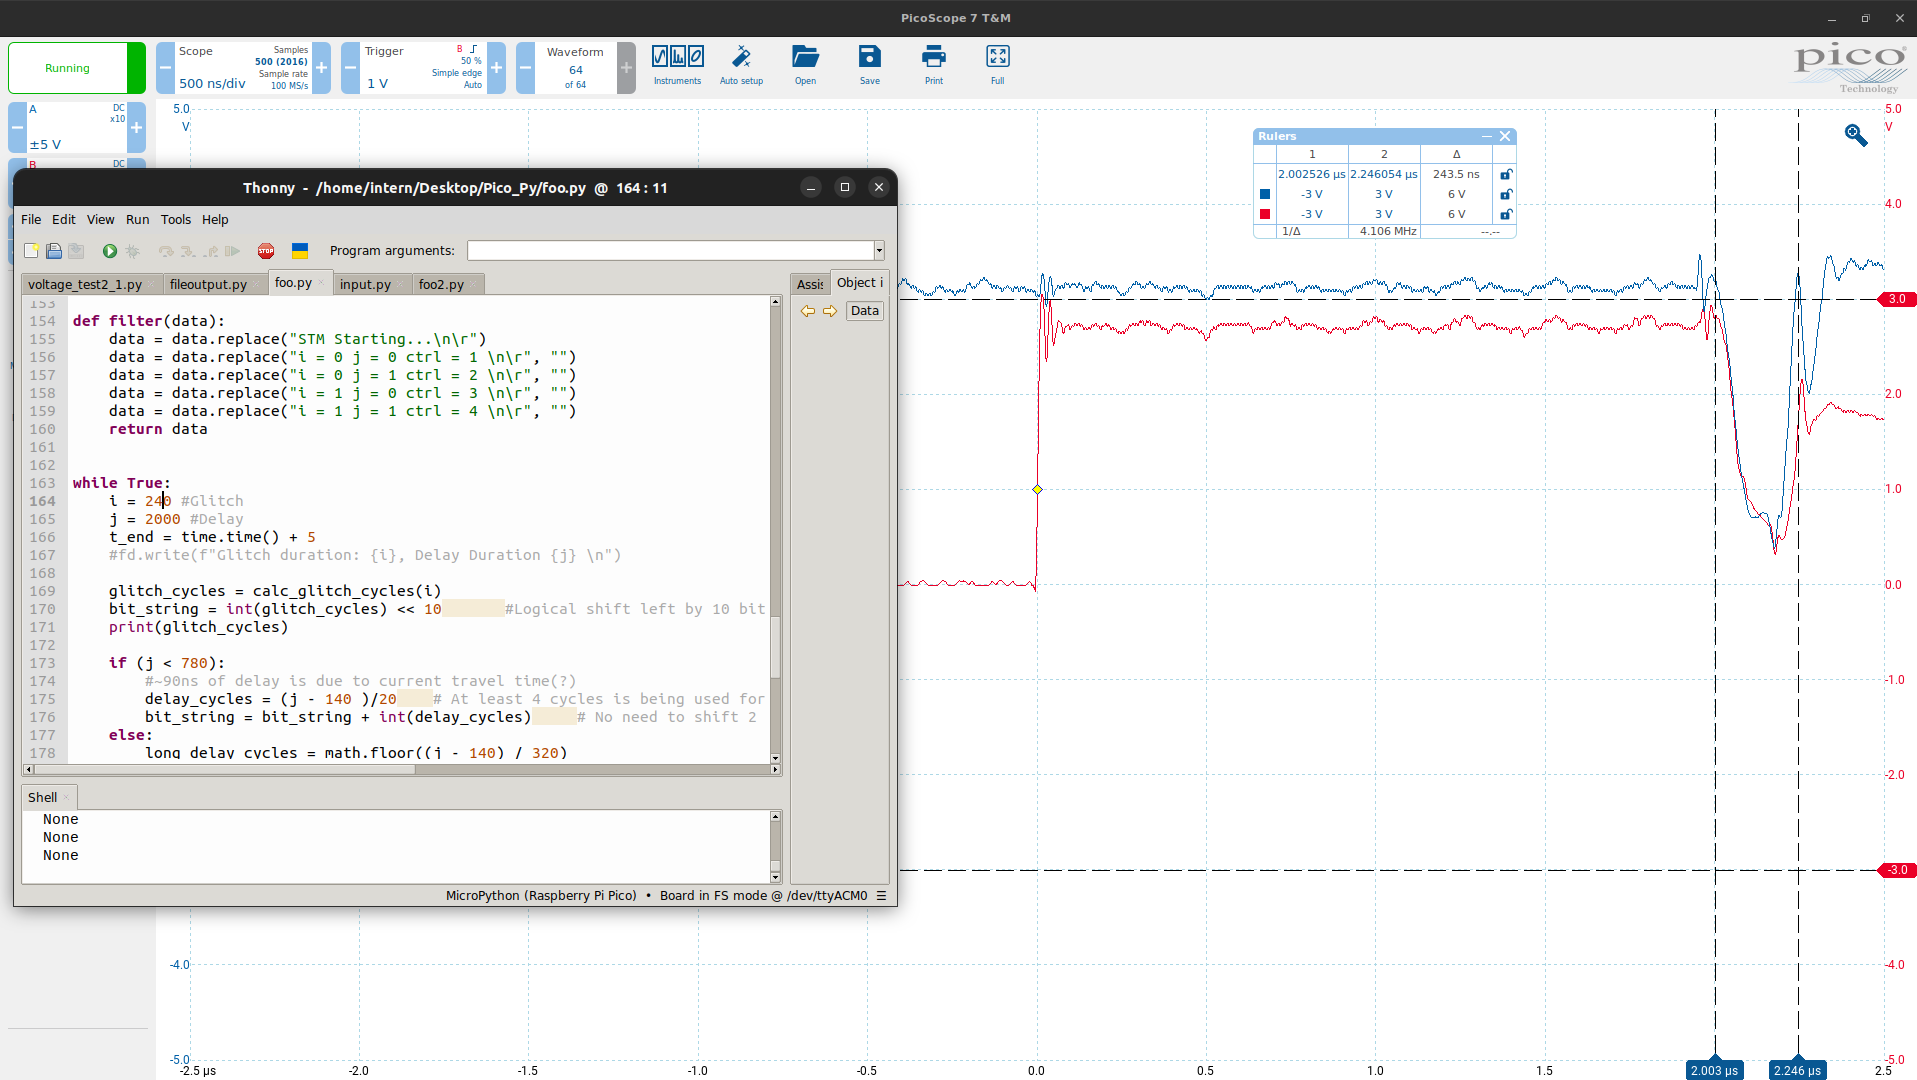 PicoScope 7 T&M
Running
Scope
500 ns/div
Samples
500 (2016)
Sample rate
100 MS/s
Trigger
1 V
B
50 %
Simple edge
Auto
Waveform
64
of 64
Instruments
Auto setup
Open
Save
Print
Full
pico
Technology
A
DC
x10
±5 V
B
DC
5.0
V
5.0
V
4.0
3.0
2.0
1.0
0.0
-1.0
-2.0
-3.0
-4.0
-5.0
-4.0
-5.0
Rulers
1 2 Δ
2.002526 µs 2.246054 µs 243.5 ns
-3 V 3 V 6 V
-3 V 3 V 6 V
1/Δ 4.106 MHz --.--
Thonny - /home/intern/Desktop/Pico_Py/foo.py @ 164 : 11
File Edit View Run Tools Help
STOP
Program arguments:
voltage_test2_1.py fileoutput.py foo.py input.py foo2.py
Assis Object i
Data
153
154 def filter(data):
155 data = data.replace("STM Starting...\n\r")
156 data = data.replace("i = 0 j = 0 ctrl = 1 \n\r", "")
157 data = data.replace("i = 0 j = 1 ctrl = 2 \n\r", "")
158 data = data.replace("i = 1 j = 0 ctrl = 3 \n\r", "")
159 data = data.replace("i = 1 j = 1 ctrl = 4 \n\r", "")
160 return data
161
162
163 while True:
164 i = 240 #Glitch
165 j = 2000 #Delay
166 t_end = time.time() + 5
167 #fd.write(f"Glitch duration: {i}, Delay Duration {j} \n")
168
169 glitch_cycles = calc_glitch_cycles(i)
170 bit_string = int(glitch_cycles) << 10 #Logical shift left by 10 bit
171 print(glitch_cycles)
172
173 if (j < 780):
174 #~90ns of delay is due to current travel time(?)
175 delay_cycles = (j - 140 )/20 # At least 4 cycles is being used for
176 bit_string = bit_string + int(delay_cycles) # No need to shift 2
177 else:
178 long_delay_cycles = math.floor((j - 140) / 320)
Shell
None
None
None
MicroPython (Raspberry Pi Pico) • Board in FS mode @ /dev/ttyACM0 ☰
-2.5 µs -2.0 -1.5 -1.0 -0.5 0.0 0.5 1.0 1.5 2.003 µs 2.246 µs 2.5